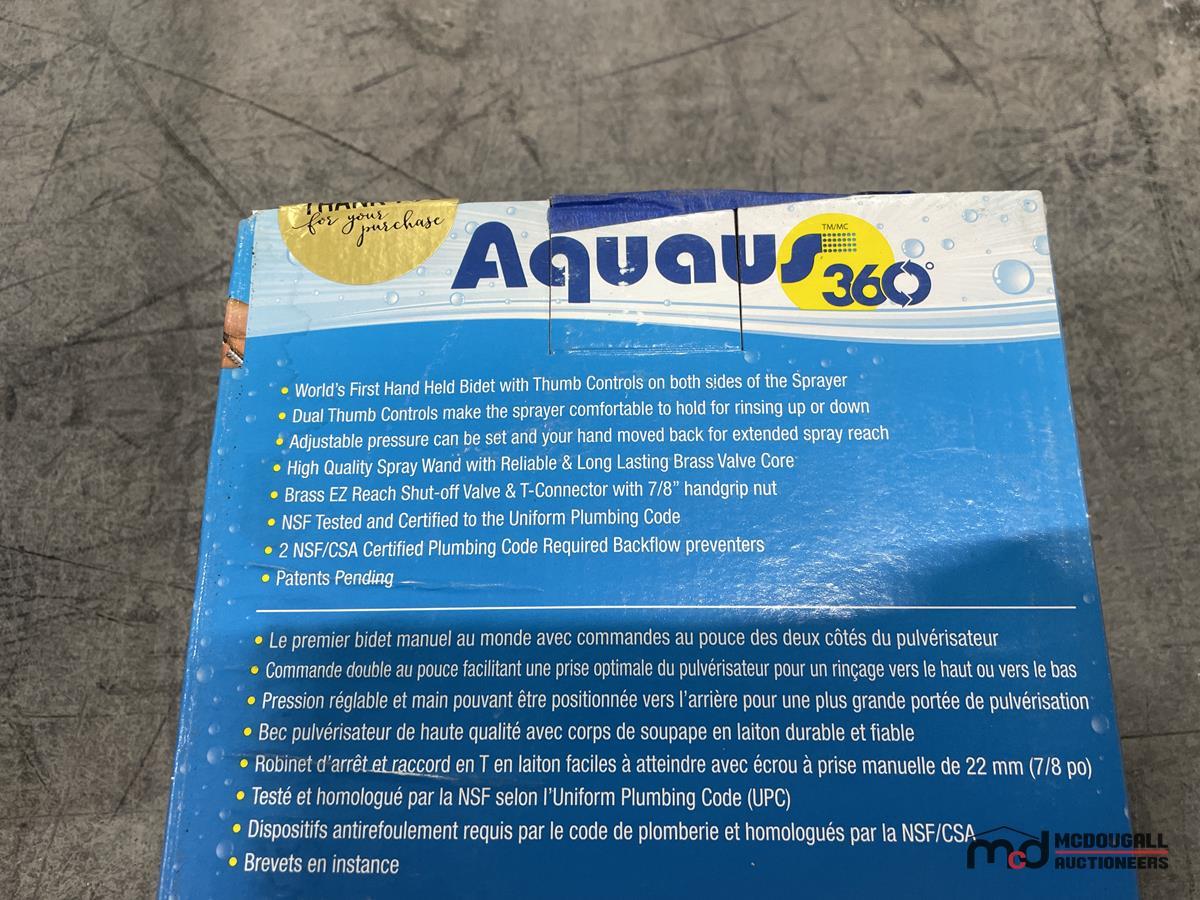 for your
purchase
Aquaus
TM/MC
360°
• World's First Hand Held Bidet with Thumb Controls on both sides of the Sprayer
• Dual Thumb Controls make the sprayer comfortable to hold for rinsing up or down
• Adjustable pressure can be set and your hand moved back for extended spray reach
• High Quality Spray Wand with Reliable & Long Lasting Brass Valve Core
• Brass EZ Reach Shut-off Valve & T-Connector with 7/8" handgrip nut
• NSF Tested and Certified to the Uniform Plumbing Code
• 2 NSF/CSA Certified Plumbing Code Required Backflow preventers
• Patents Pending
• Le premier bidet manuel au monde avec commandes au pouce des deux côtés du pulvérisateur
• Commande double au pouce facilitant une prise optimale du pulvérisateur pour un rinçage vers le haut ou vers le bas
• Pression réglable et main pouvant être positionnée vers l'arrière pour une plus grande portée de pulvérisation
• Bec pulvérisateur de haute qualité avec corps de soupape en laiton durable et fiable
• Robinet d'arrêt et raccord en T en laiton faciles à atteindre avec écrou à prise manuelle de 22 mm (7/8 po)
• Testé et homologué par la NSF selon l'Uniform Plumbing Code (UPC)
• Dispositifs antirefoulement requis par le code de plomberie et homologués par la NSF/CSA
• Brevets en instance
mcd MCDOUGALL
AUCTIONEERS